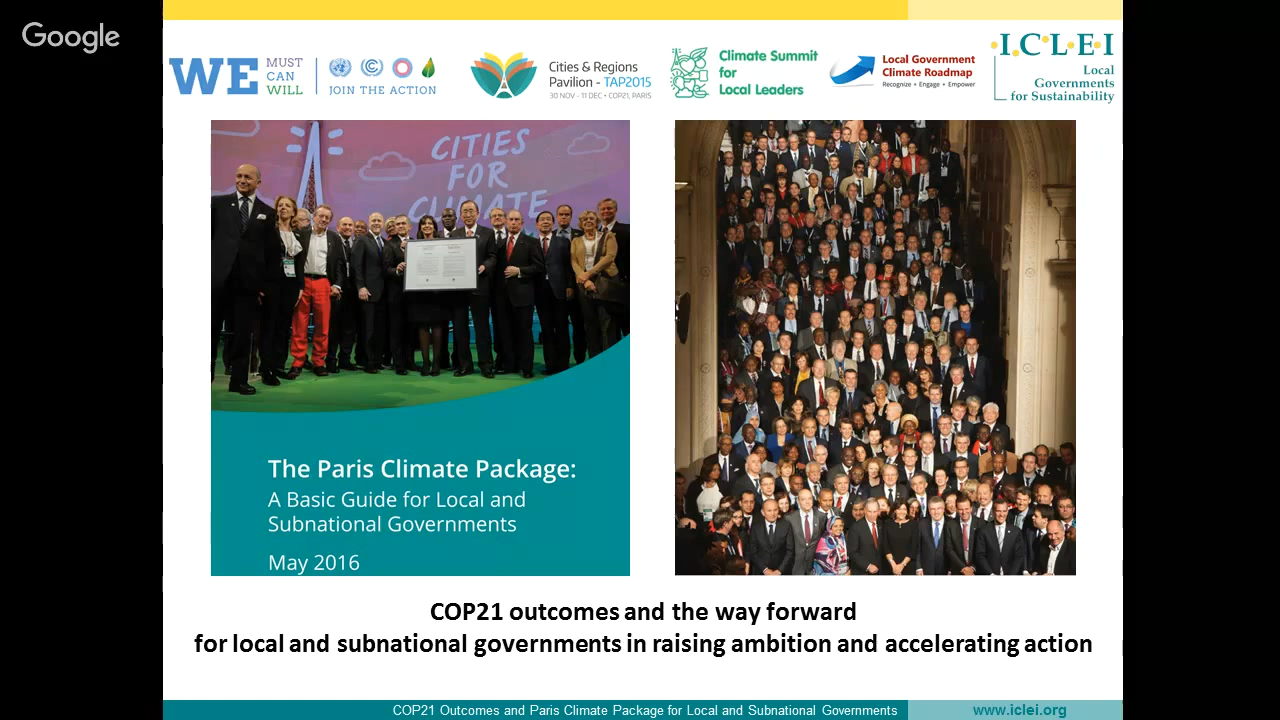 Google
WE MUST
CAN
WILL
JOIN THE ACTION
Cities & Regions
Pavilion - TAP2015
30 NOV - 11 DEC • COP21, PARIS
Climate Summit
for
Local Leaders
Local Government
Climate Roadmap
Recognize • Engage • Empower
I.C.L.E.I
Local
Governments
for Sustainability
CITIES
FOR
CLIMATE
The Paris Climate Package:
A Basic Guide for Local and
Subnational Governments
May 2016
COP21 outcomes and the way forward
for local and subnational governments in raising ambition and accelerating action
COP21 Outcomes and Paris Climate Package for Local and Subnational Governments
www.iclei.org